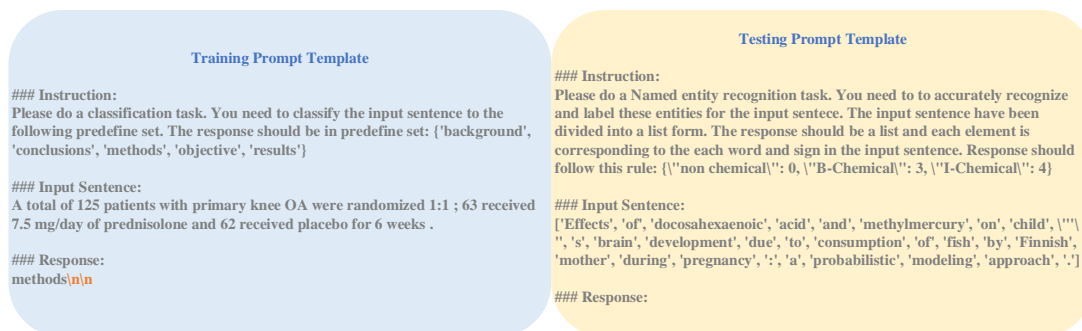 Training Prompt Template
### Instruction:
Please do a classification task. You need to classify the input sentence to the
following predefine set. The response should be in predefine set: {'background',
'conclusions', 'methods', 'objective', 'results'}
### Input Sentence:
A total of 125 patients with primary knee OA were randomized 1:1 ; 63 received
7.5 mg/day of prednisolone and 62 received placebo for 6 weeks .
### Response:
methods\n\n
Testing Prompt Template
### Instruction:
Please do a Named entity recognition task. You need to to accurately recognize
and label these entities for the input sentece. The input sentence have been
divided into a list form. The response should be a list and each element is
corresponding to the each word and sign in the input sentence. Response should
follow this rule: {\"non chemical\": 0, \"B-Chemical\": 3, \"I-Chemical\": 4}
### Input Sentence:
['Effects', 'of', 'docosahexaenoic', 'acid', 'and', 'methylmercury', 'on', 'child', \"'\
", 's', 'brain', 'development', 'due', 'to', 'consumption', 'of', 'fish', 'by', 'Finnish',
'mother', 'during', 'pregnancy', ':', 'a', 'probabilistic', 'modeling', 'approach', '.']
### Response: